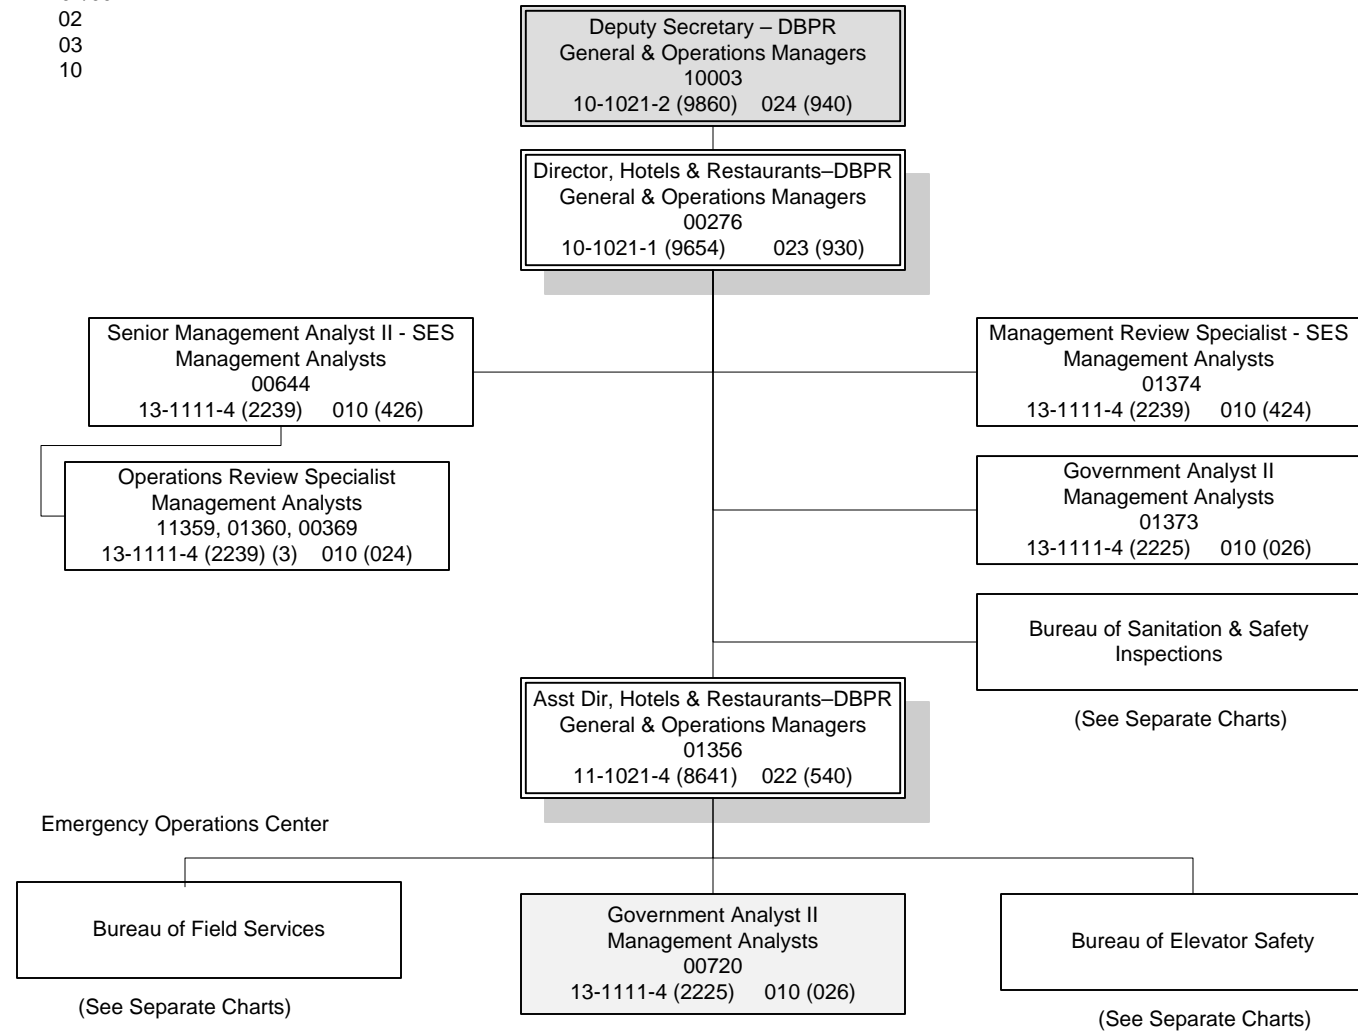 02
03
10
Deputy Secretary – DBPR
General & Operations Managers
10003
10-1021-2 (9860) 024 (940)
Director, Hotels & Restaurants–DBPR
General & Operations Managers
00276
10-1021-1 (9654) 023 (930)
Senior Management Analyst II - SES
Management Analysts
00644
13-1111-4 (2239) 010 (426)
Management Review Specialist - SES
Management Analysts
01374
13-1111-4 (2239) 010 (424)
Operations Review Specialist
Management Analysts
11359, 01360, 00369
13-1111-4 (2239) (3) 010 (024)
Government Analyst II
Management Analysts
01373
13-1111-4 (2225) 010 (026)
Bureau of Sanitation & Safety
Inspections
(See Separate Charts)
Asst Dir, Hotels & Restaurants–DBPR
General & Operations Managers
01356
11-1021-4 (8641) 022 (540)
Emergency Operations Center
Bureau of Field Services
(See Separate Charts)
Government Analyst II
Management Analysts
00720
13-1111-4 (2225) 010 (026)
Bureau of Elevator Safety
(See Separate Charts)